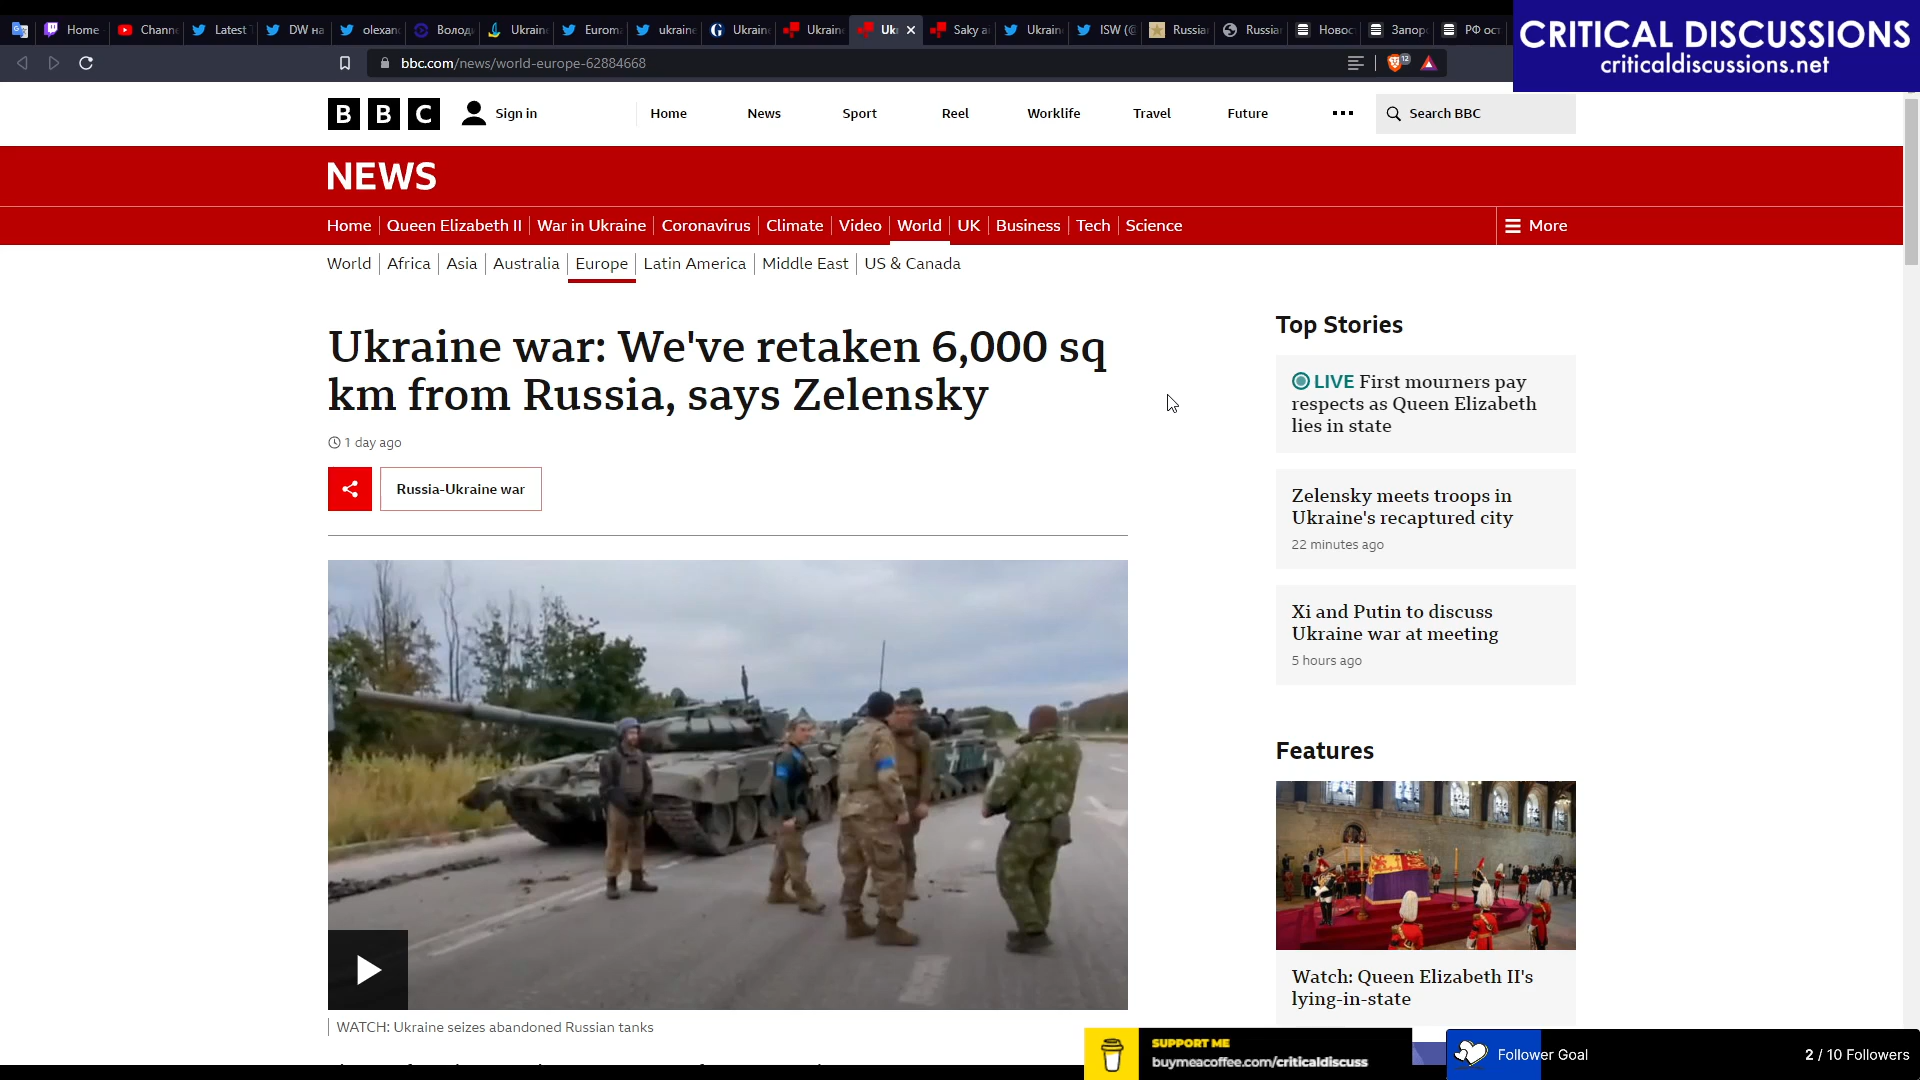 Home
Chann
Latest
DW на
olexan
Волод
Ukrain
Eurom
ukraine
Ukrain
Ukrain
Uk
Saky a
Ukrain
ISW (@
Russia
Russia
Новос
Запор
РФ ост
CRITICAL DISCUSSIONS
criticaldiscussions.net
bbc.com/news/world-europe-62884668
12
BBC
Sign in
Home
News
Sport
Reel
Worklife
Travel
Future
Search BBC
NEWS
Home
Queen Elizabeth II
War in Ukraine
Coronavirus
Climate
Video
World
UK
Business
Tech
Science
More
World
Africa
Asia
Australia
Europe
Latin America
Middle East
US & Canada
Ukraine war: We've retaken 6,000 sq
km from Russia, says Zelensky
1 day ago
Russia-Ukraine war
WATCH: Ukraine seizes abandoned Russian tanks
Top Stories
LIVE First mourners pay
respects as Queen Elizabeth
lies in state
Zelensky meets troops in
Ukraine's recaptured city
22 minutes ago
Xi and Putin to discuss
Ukraine war at meeting
5 hours ago
Features
Watch: Queen Elizabeth II's
lying-in-state
SUPPORT ME
buymeacoffee.com/criticaldiscuss
Follower Goal
2 / 10 Followers